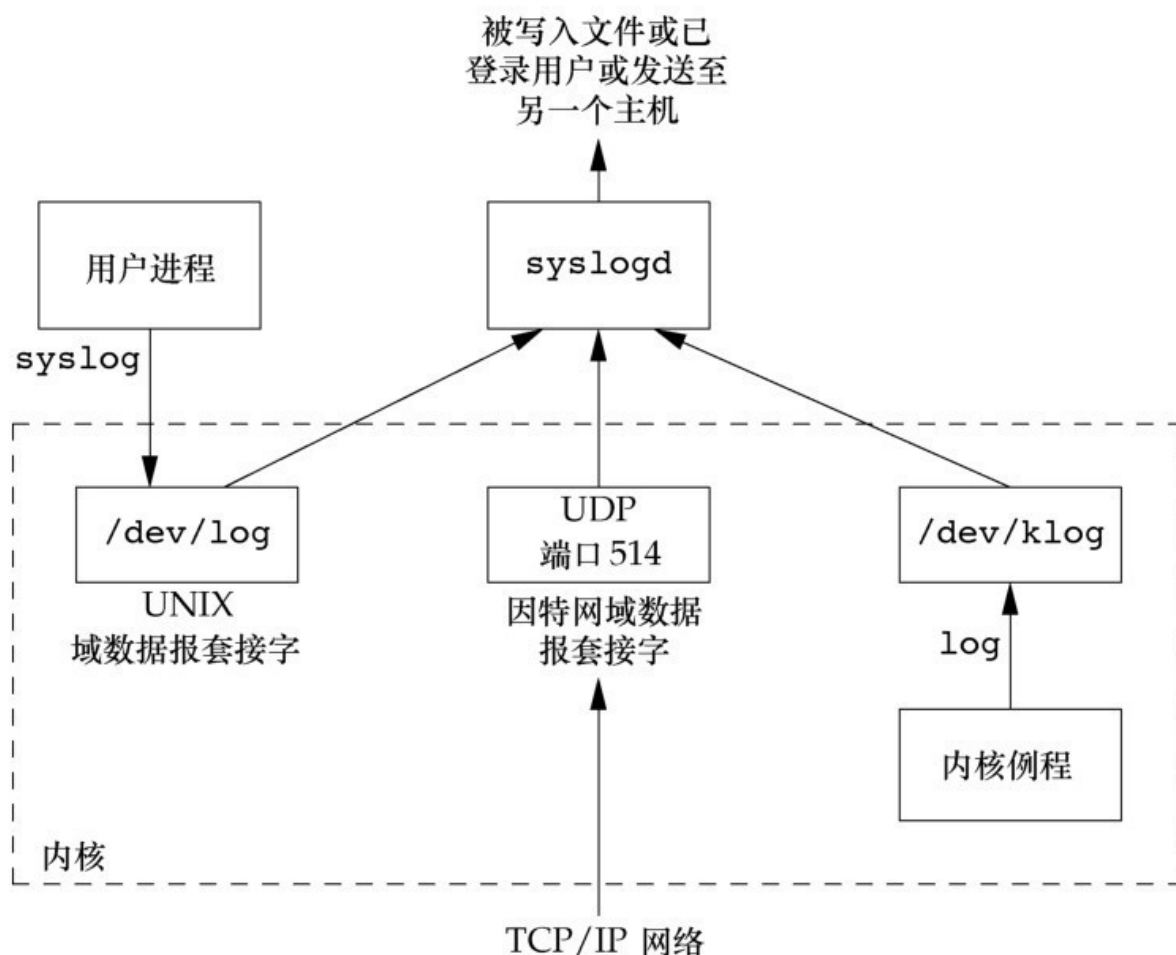 被写入文件或已
登录用户或发送至
另一个主机
用户进程
syslogd
syslog
/dev/log
UDP
端口 514
/dev/klog
UNIX
域数据报套接字
因特网域数据
报套接字
log
内核例程
内核
TCP/IP 网络